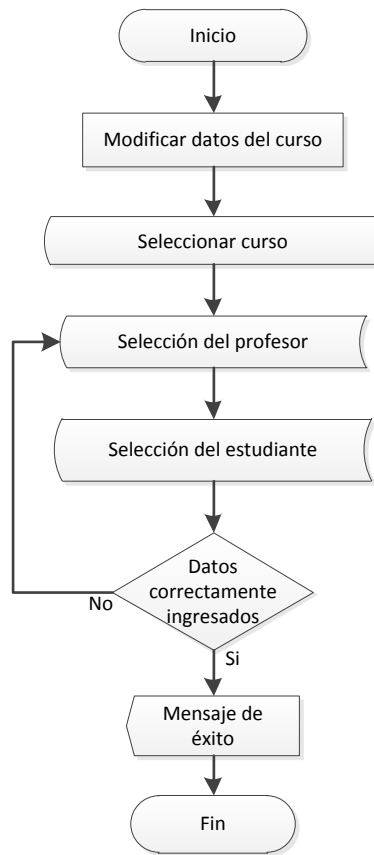 Inicio
Modificar datos del curso
Seleccionar curso
Selección del profesor
Selección del estudiante
Datos
correctamente
ingresados
No
Si
Mensaje de
éxito
Fin